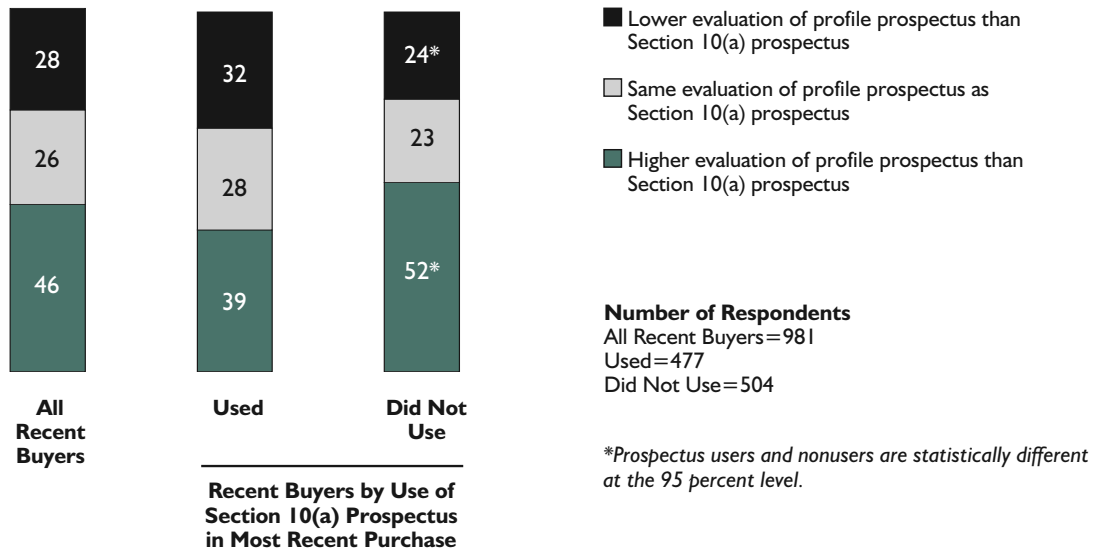 28
26
46
All
Recent
Buyers
32
28
39
Used
24*
23
52*
Did Not
Use
Recent Buyers by Use of
Section 10(a) Prospectus
in Most Recent Purchase
Lower evaluation of profile prospectus than
Section 10(a) prospectus
Same evaluation of profile prospectus as
Section 10(a) prospectus
Higher evaluation of profile prospectus than
Section 10(a) prospectus
Number of Respondents
All Recent Buyers=981
Used=477
Did Not Use=504
*Prospectus users and nonusers are statistically different
at the 95 percent level.